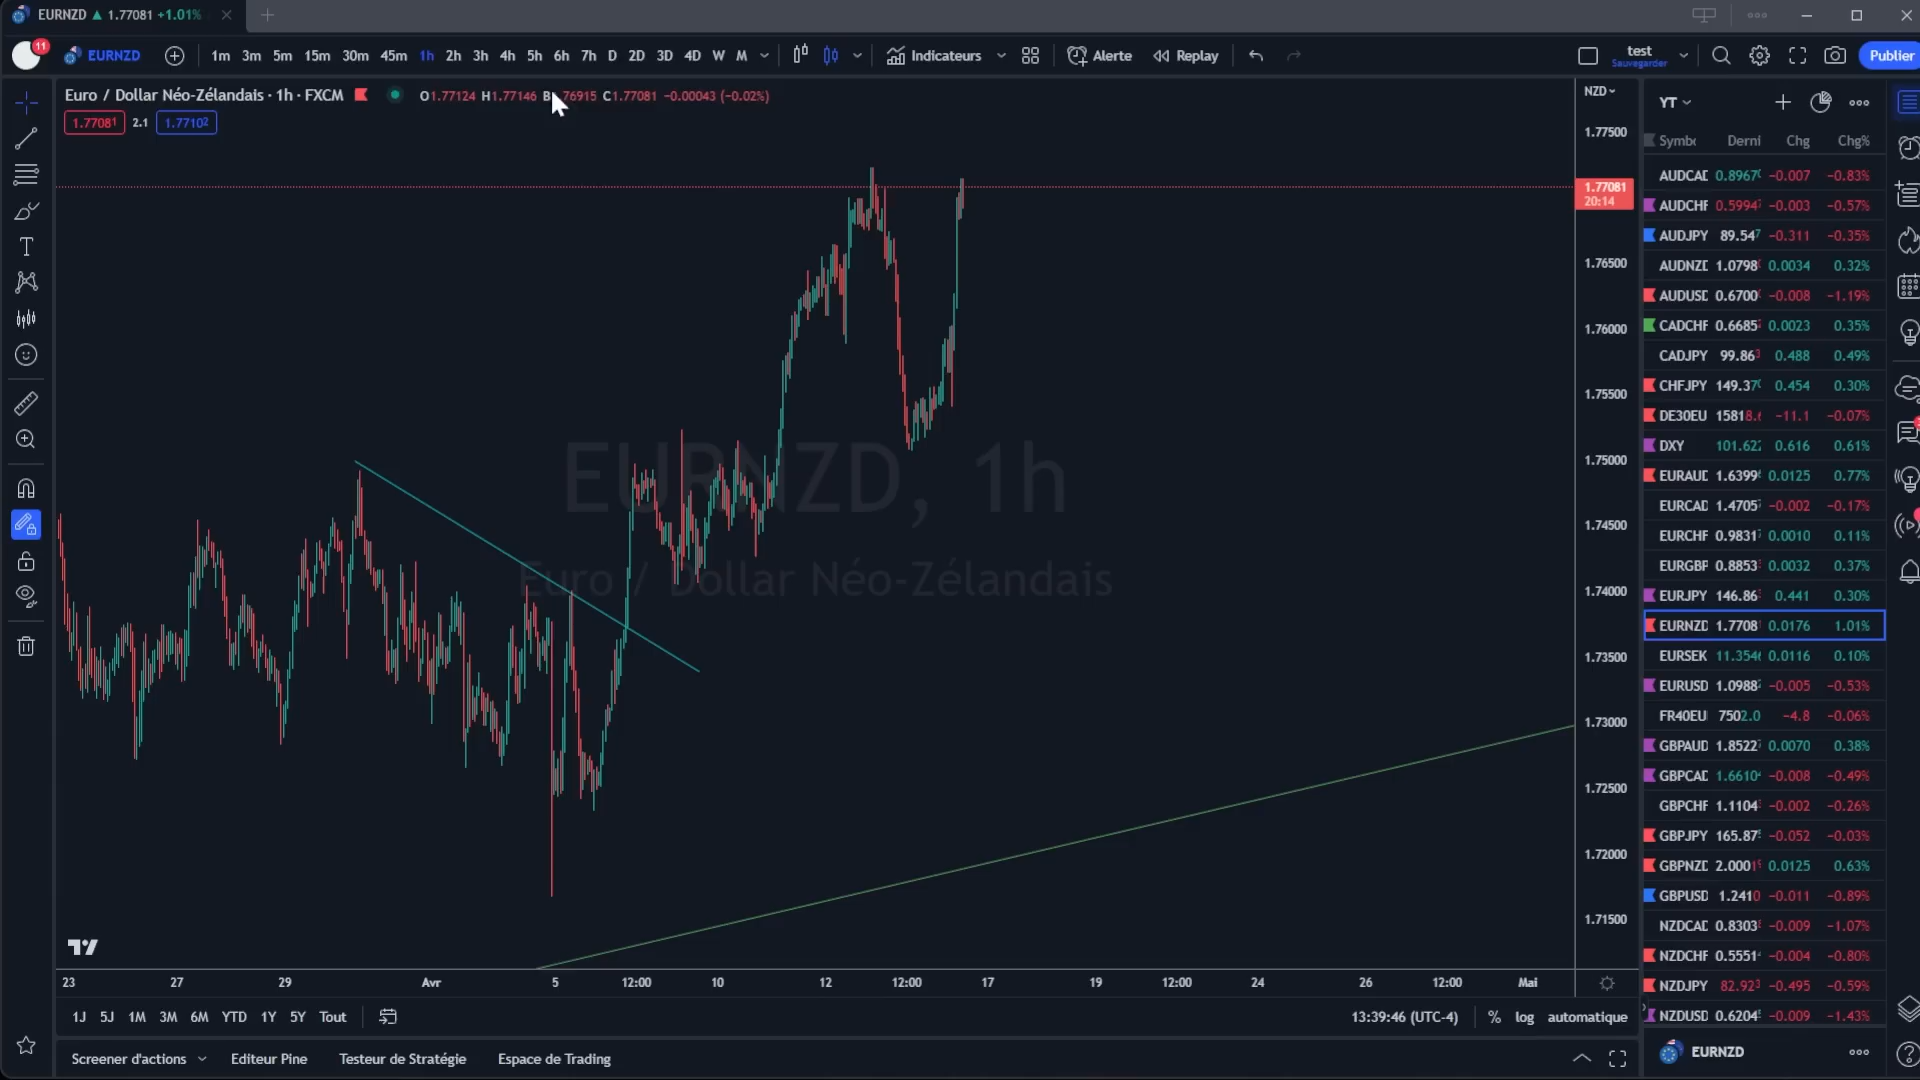 EURNZD ▲ 1.77081 +1.01%
11
EURNZD
1m 3m 5m 15m 30m 45m 1h 2h 3h 4h 5h 6h 7h D 2D 3D 4D W M
Indicateurs
Alerte
Replay
test
Sauvegarder
Publier
Euro / Dollar Néo-Zélandais · 1h · FXCM
O1.77124 H1.77146 B 76915 C1.77081 −0.00043 (−0.02%)
1.77081 2.1 1.77102
EURNZD, 1h
Euro / Dollar Néo-Zélandais
NZD
1.77500
1.77081
20:14
1.76500
1.76000
1.75500
1.75000
1.74500
1.74000
1.73500
1.73000
1.72500
1.72000
1.71500
23 27 29 Avr 5 12:00 10 12 12:00 17 19 12:00 24 26 12:00 Mai
1J 5J 1M 3M 6M YTD 1Y 5Y Tout
13:39:46 (UTC-4) % log automatique
Screener d'actions
Editeur Pine
Testeur de Stratégie
Espace de Trading
YT
Symbo Derni Chg Chg%
AUDCAD 0.8967 −0.007 −0.83%
AUDCHF 0.5994 −0.003 −0.57%
AUDJPY 89.547 −0.311 −0.35%
AUDNZD 1.0798 0.0034 0.32%
AUDUSD 0.6700 −0.008 −1.19%
CADCHF 0.6685 0.0023 0.35%
CADJPY 99.863 0.488 0.49%
CHFJPY 149.37 0.454 0.30%
DE30EU 15818. −11.1 −0.07%
DXY 101.622 0.616 0.61%
EURAUD 1.6399 0.0125 0.77%
EURCAD 1.4705 −0.002 −0.17%
EURCHF 0.9831 0.0010 0.11%
EURGBP 0.8853 0.0032 0.37%
EURJPY 146.86 0.441 0.30%
EURNZD 1.7708 0.0176 1.01%
EURSEK 11.354 0.0116 0.10%
EURUSD 1.0988 −0.005 −0.53%
FR40EU 7502.0 −4.8 −0.06%
GBPAUD 1.8522 0.0070 0.38%
GBPCAD 1.6610 −0.008 −0.49%
GBPCHF 1.1104 −0.002 −0.26%
GBPJPY 165.87 −0.052 −0.03%
GBPNZD 2.0001 0.0125 0.63%
GBPUSD 1.2410 −0.011 −0.89%
NZDCAD 0.8303 −0.009 −1.07%
NZDCHF 0.5551 −0.004 −0.80%
NZDJPY 82.923 −0.495 −0.59%
NZDUSD 0.6204 −0.009 −1.43%
EURNZD